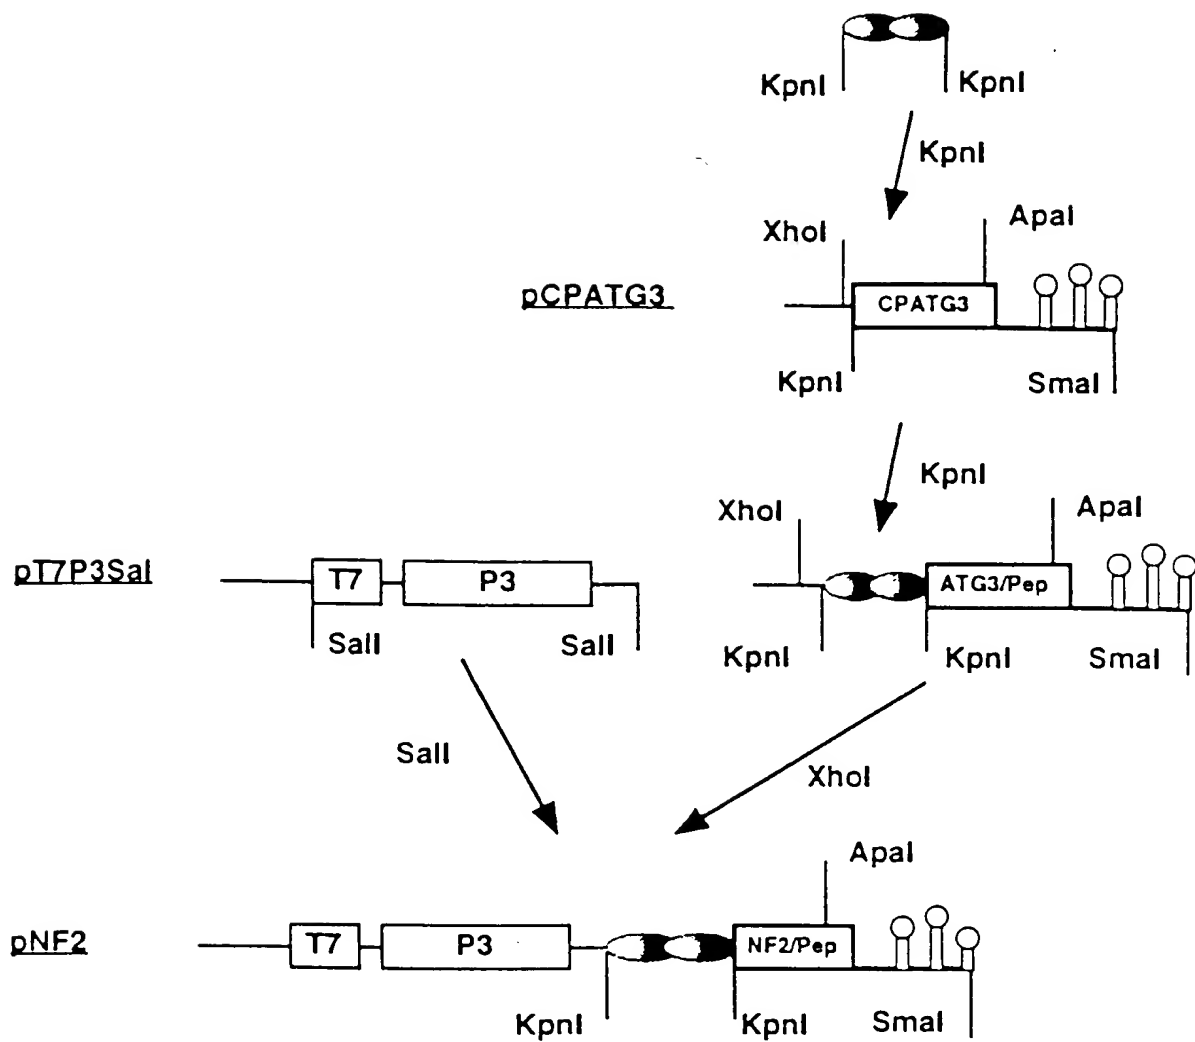 KpnI KpnI
KpnI
XhoI ApaI
pCPATG3
CPATG3
KpnI SmaI
KpnI
XhoI ApaI
pT7P3Sal T7 P3 ATG3/Pep
SalI SalI KpnI KpnI SmaI
SalI XhoI
ApaI
pNF2 T7 P3 NF2/Pep
KpnI KpnI SmaI